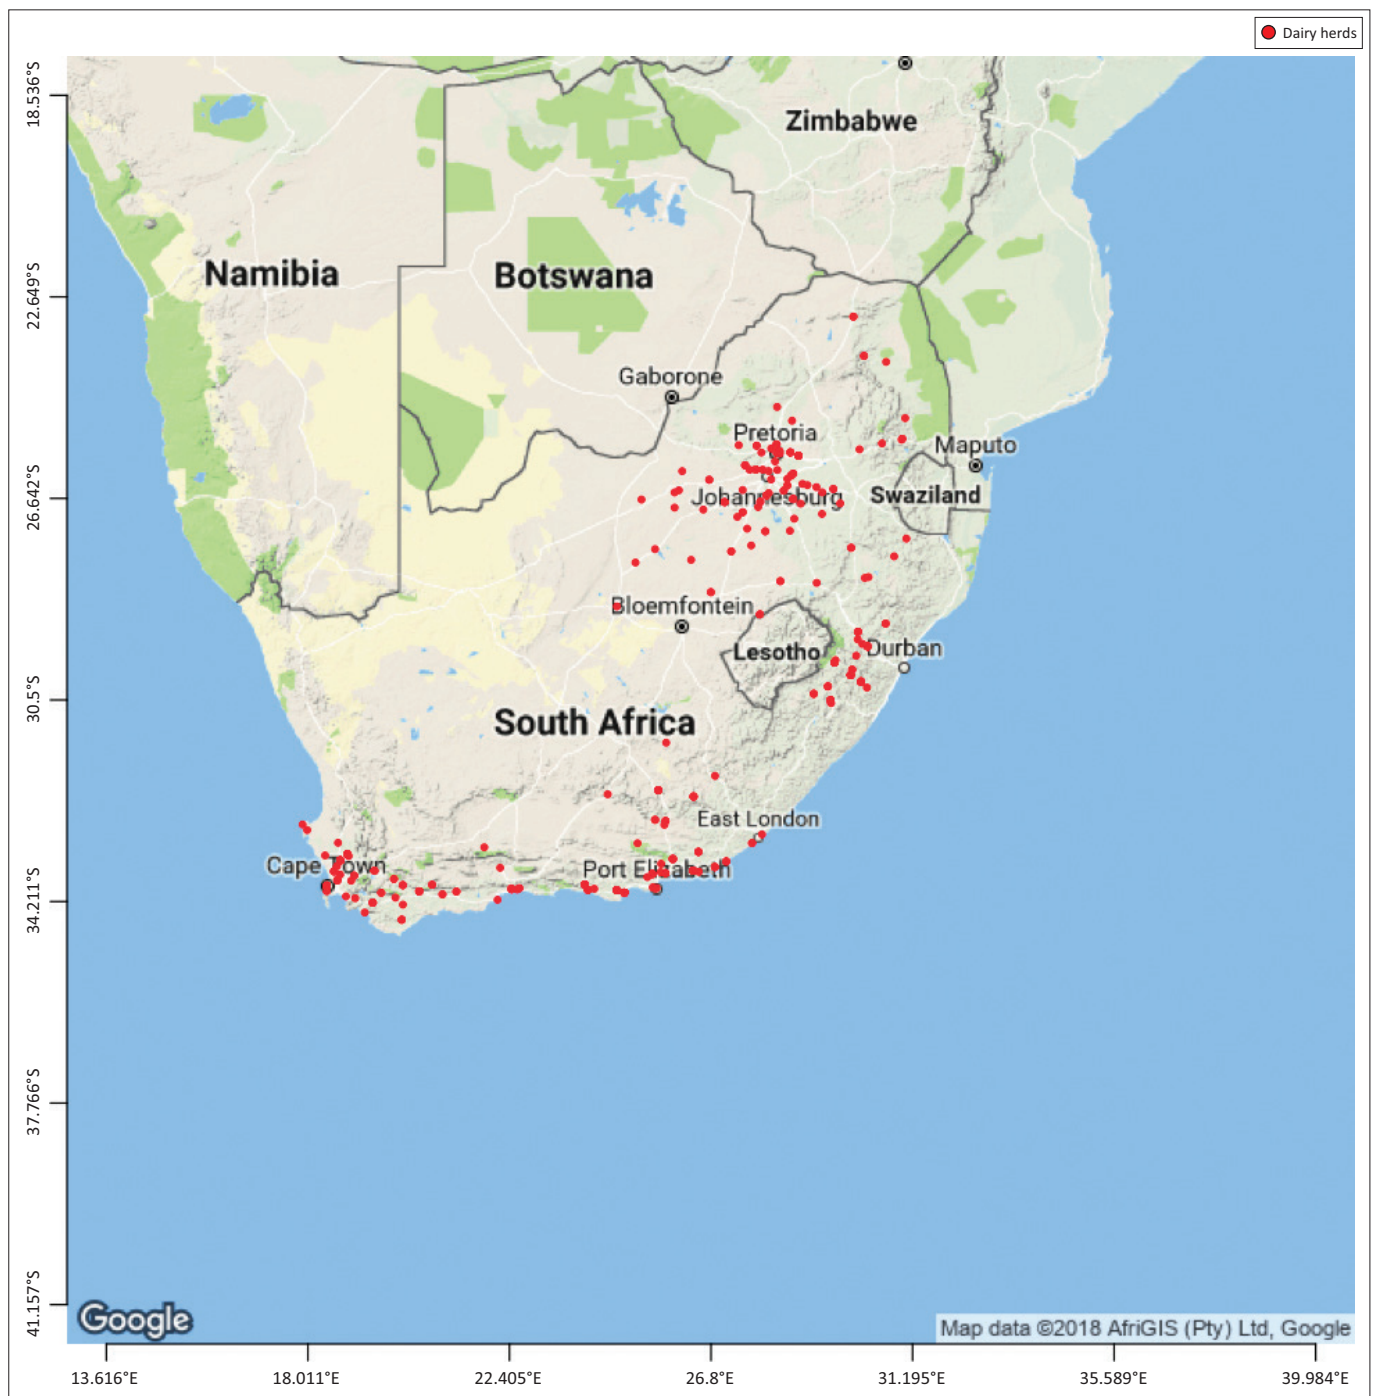 Dairy herds
18.536°S
22.649°S
26.642°S
30.5°S
34.211°S
37.766°S
41.157°S
Zimbabwe
Namibia
Botswana
Gaborone
Pretoria
Maputo
Johannesburg
Swaziland
Bloemfontein
Lesotho
Durban
South Africa
East London
Cape Town
Port Elizabeth
Google
Map data ©2018 AfriGIS (Pty) Ltd, Google
13.616°E
18.011°E
22.405°E
26.8°E
31.195°E
35.589°E
39.984°E